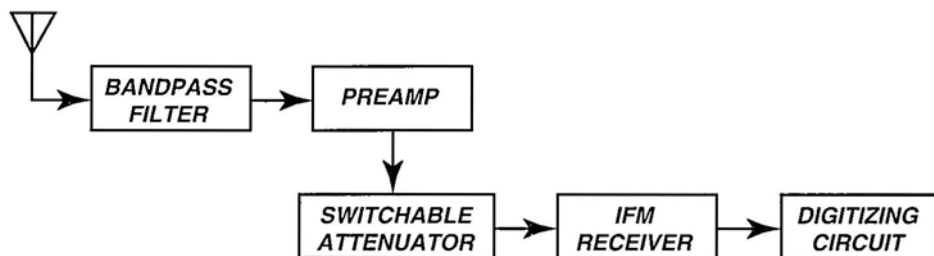 BANDPASS
FILTER
PREAMP
SWITCHABLE
ATTENUATOR
IFM
RECEIVER
DIGITIZING
CIRCUIT